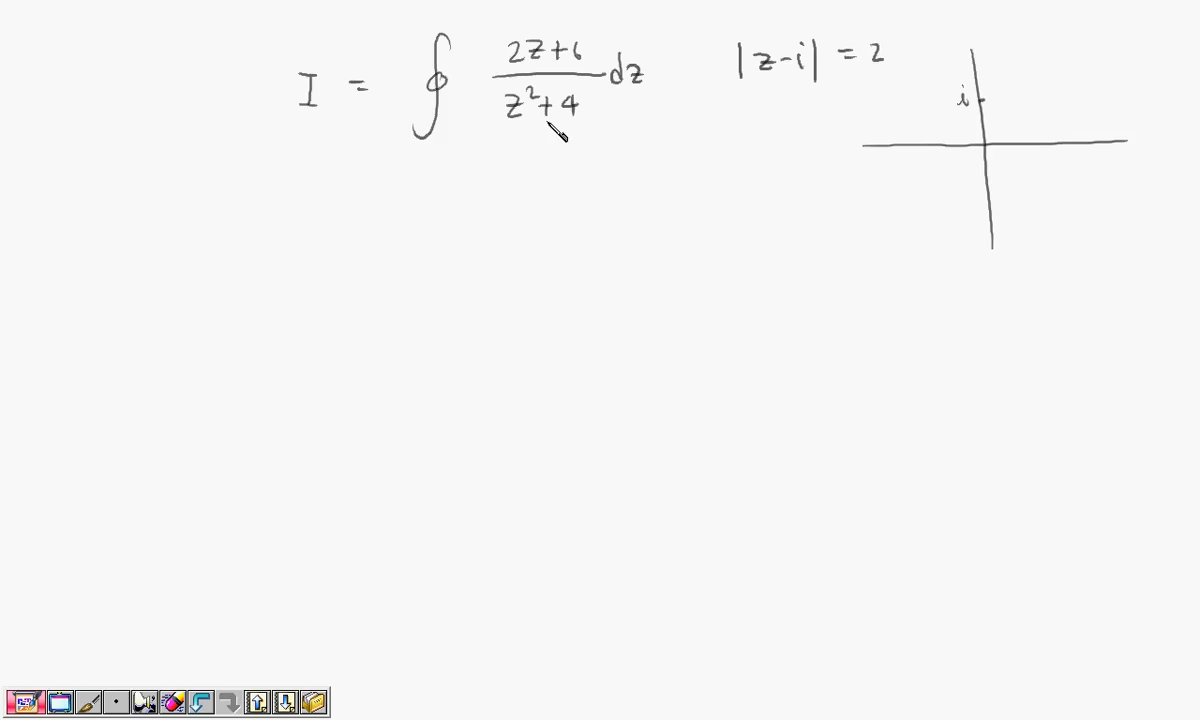 I = ∮ (2z+6)/(z²+4) dz |z-i| = 2
i